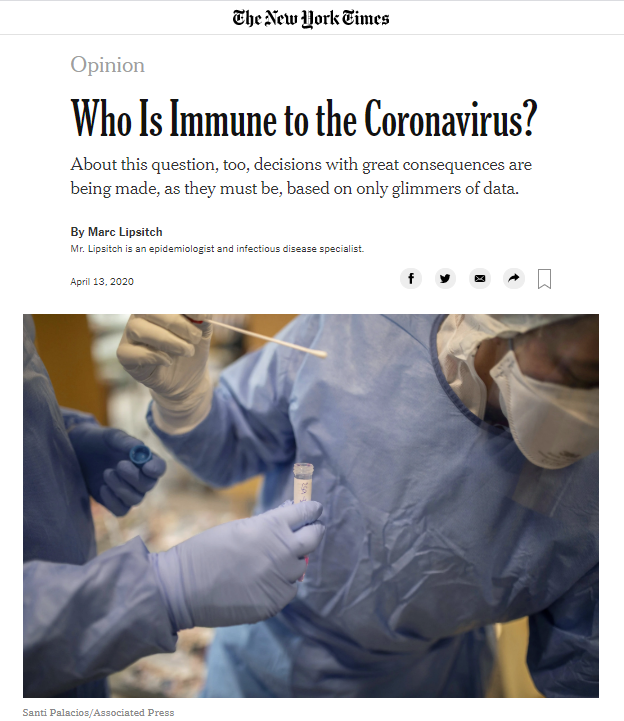 The New York Times
Opinion
Who Is Immune to the Coronavirus?
About this question, too, decisions with great consequences are
being made, as they must be, based on only glimmers of data.
By Marc Lipsitch
Mr. Lipsitch is an epidemiologist and infectious disease specialist.
April 13, 2020
Santi Palacios/Associated Press